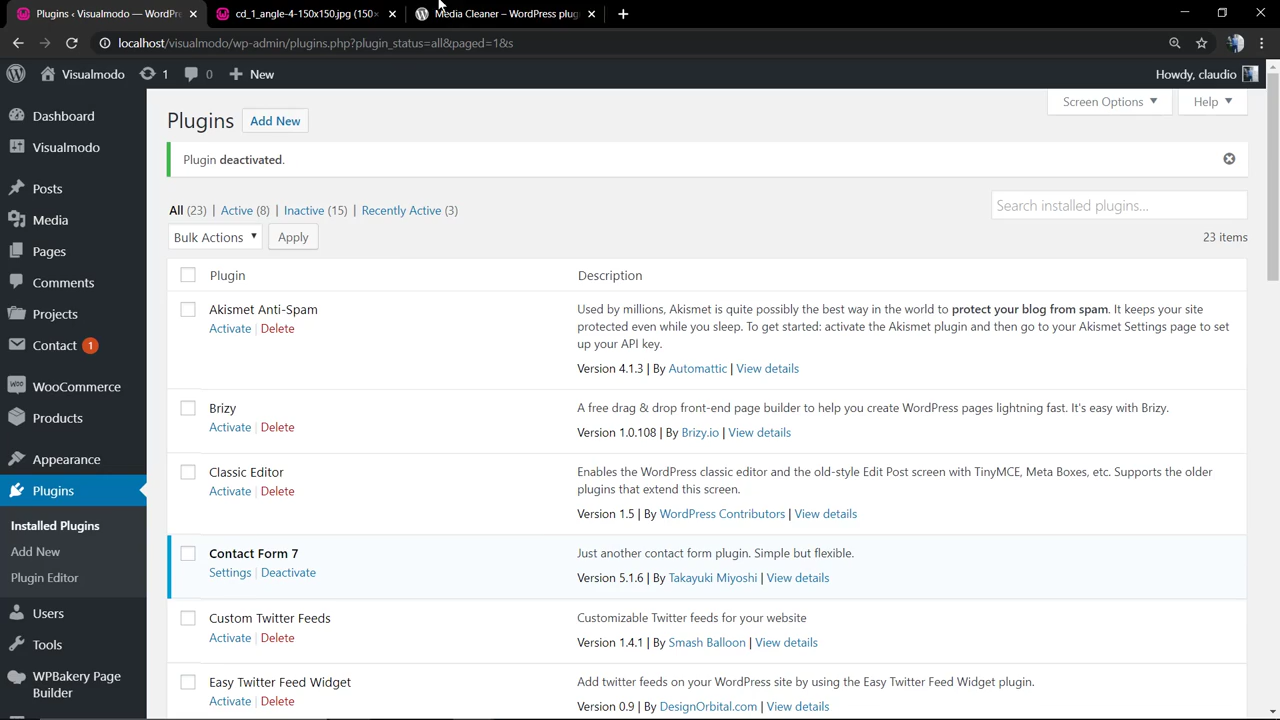 Plugins ‹ Visualmodo — WordPre
cd_1_angle-4-150x150.jpg (150×
Media Cleaner – WordPress plug
localhost/visualmodo/wp-admin/plugins.php?plugin_status=all&paged=1&s
Visualmodo
1
0
New
Howdy, claudio
Dashboard
Visualmodo
Posts
Media
Pages
Comments
Projects
Contact 1
WooCommerce
Products
Appearance
Plugins
Installed Plugins
Add New
Plugin Editor
Users
Tools
WPBakery Page
Builder
Screen Options
Help
Plugins Add New
Plugin deactivated.
All (23) | Active (8) | Inactive (15) | Recently Active (3)
Search installed plugins...
Bulk Actions
Apply
23 items
Plugin
Description
Akismet Anti-Spam
Activate | Delete
Used by millions, Akismet is quite possibly the best way in the world to protect your blog from spam. It keeps your site
protected even while you sleep. To get started: activate the Akismet plugin and then go to your Akismet Settings page to set
up your API key.
Version 4.1.3 | By Automattic | View details
Brizy
Activate | Delete
A free drag & drop front-end page builder to help you create WordPress pages lightning fast. It's easy with Brizy.
Version 1.0.108 | By Brizy.io | View details
Classic Editor
Activate | Delete
Enables the WordPress classic editor and the old-style Edit Post screen with TinyMCE, Meta Boxes, etc. Supports the older
plugins that extend this screen.
Version 1.5 | By WordPress Contributors | View details
Contact Form 7
Settings | Deactivate
Just another contact form plugin. Simple but flexible.
Version 5.1.6 | By Takayuki Miyoshi | View details
Custom Twitter Feeds
Activate | Delete
Customizable Twitter feeds for your website
Version 1.4.1 | By Smash Balloon | View details
Easy Twitter Feed Widget
Activate | Delete
Add twitter feeds on your WordPress site by using the Easy Twitter Feed Widget plugin.
Version 0.9 | By DesignOrbital.com | View details